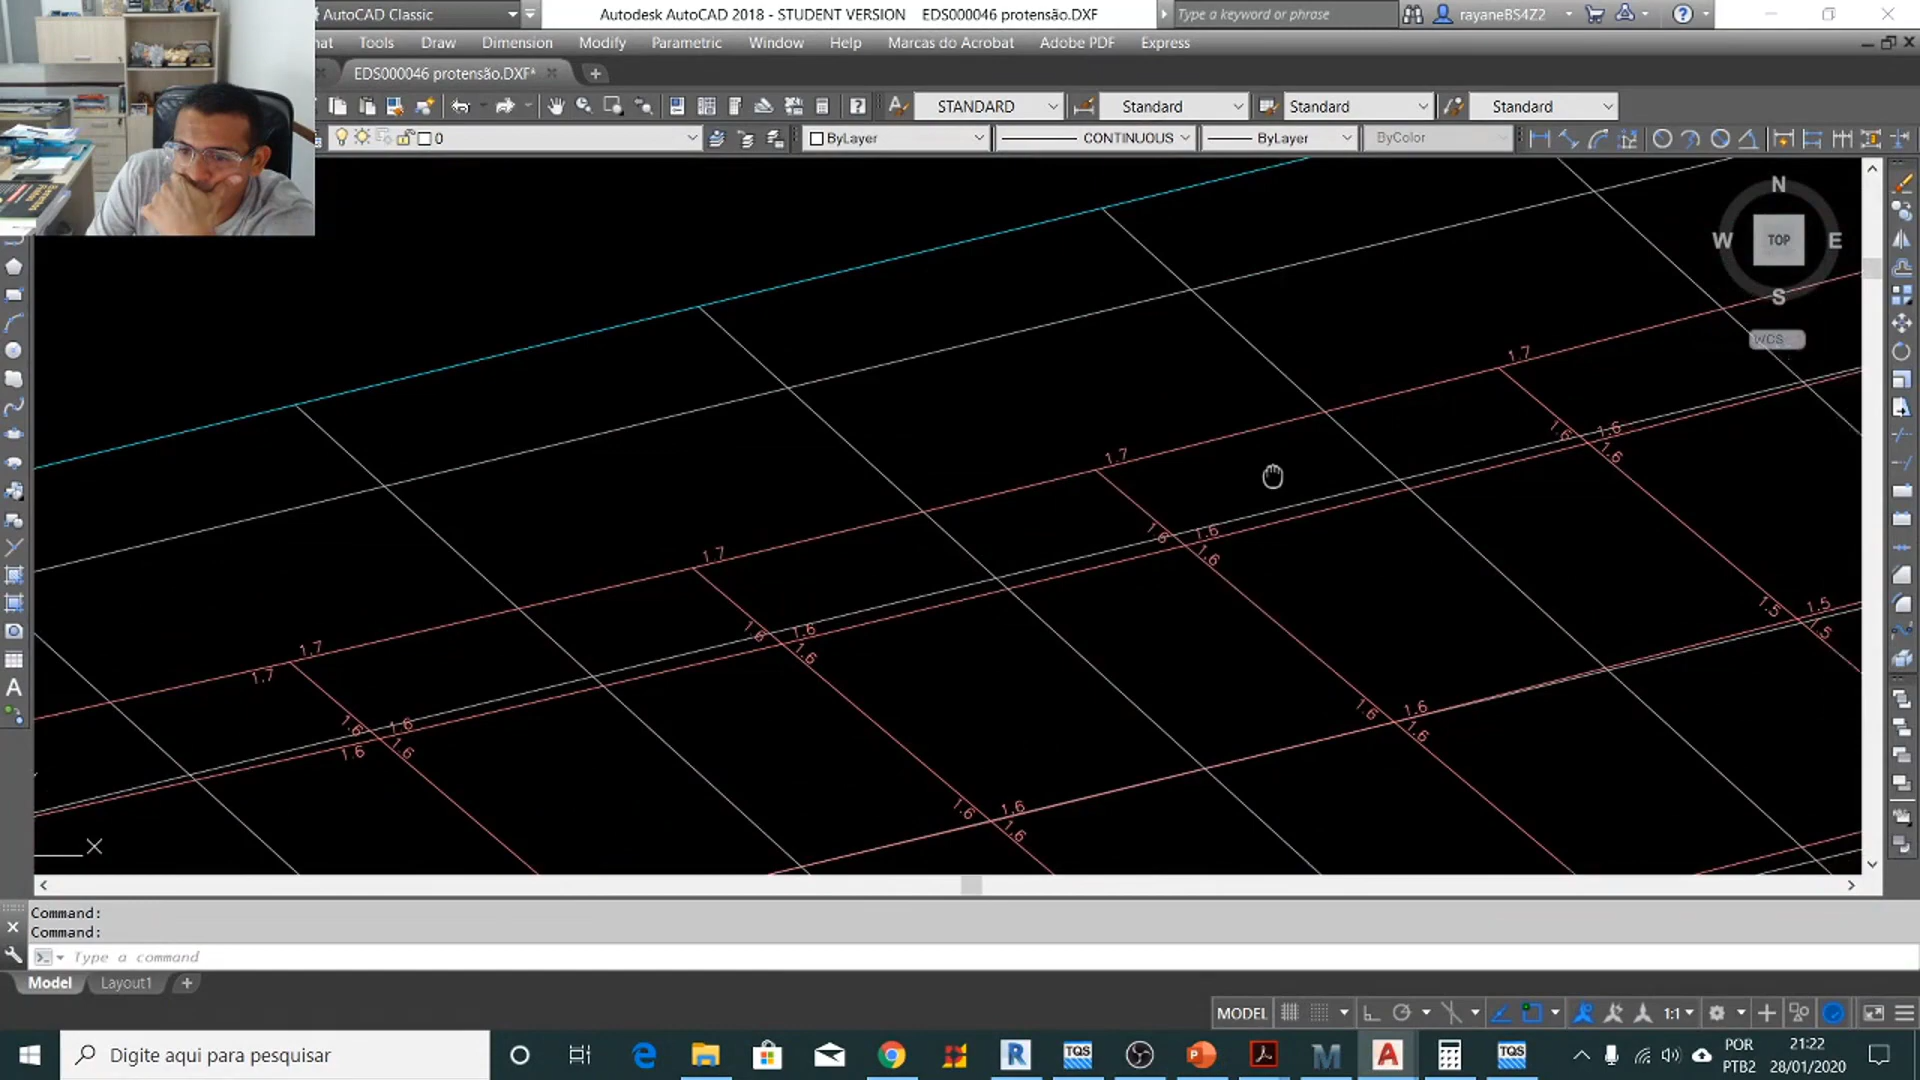 AutoCAD Classic
Autodesk AutoCAD 2018 - STUDENT VERSION EDS000046 protensão.DXF
Type a keyword or phrase
rayaneBS4Z2
Tools Draw Dimension Modify Parametric Window Help Marcas do Acrobat Adobe PDF Express
EDS000046 protensão.DXF*
STANDARD Standard Standard Standard
0 ByLayer CONTINUOUS ByLayer ByColor
N
W TOP E
S
WCS
1.7
1.6 1.6
1.6
1.7
1.6 1.6
1.6
1.7
1.5 1.5
1.5
1.6 1.6
1.6
1.7
1.7
1.6 1.6
1.6
1.6 1.6
1.6 1.6
1.6 1.6
1.6
X
Command:
Command:
Type a command
Model Layout1 +
MODEL 1:1
Digite aqui para pesquisar
TQS TQS
POR 21:22
PTB2 28/01/2020